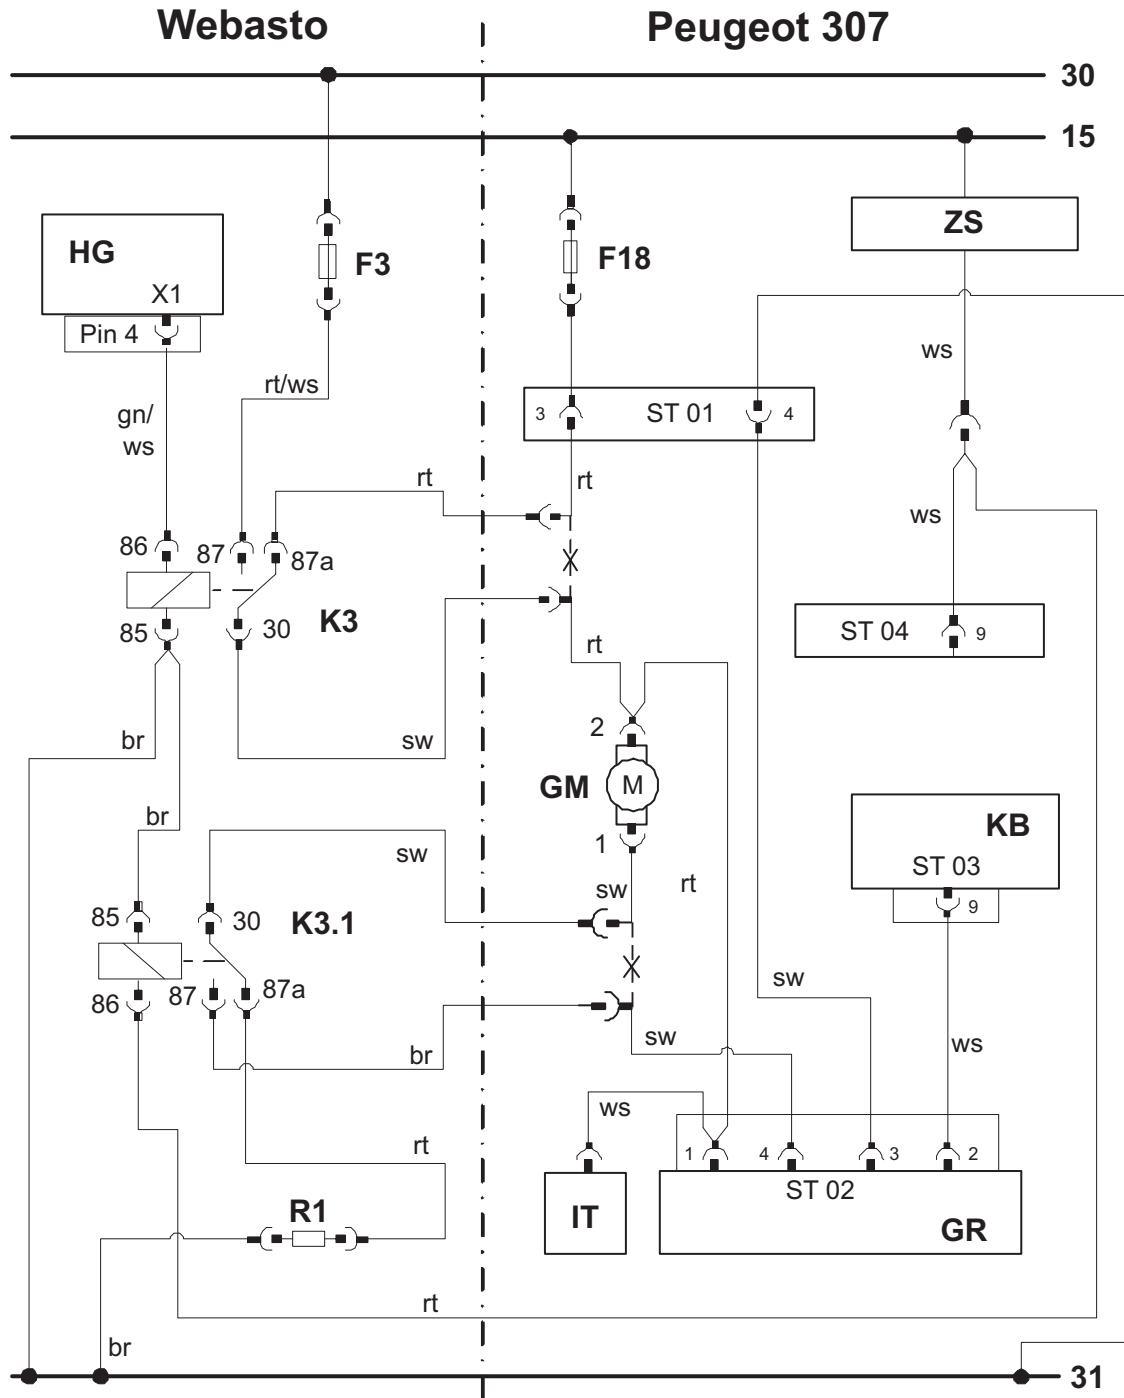 Webasto
Peugeot 307
30
15
HG
X1
Pin 4
F3
F18
ZS
ws
rt/ws
gn/
ws
3
ST 01
4
rt
rt
ws
86
87
87a
K3
85
30
ST 04
9
rt
br
sw
2
GM
M
1
KB
ST 03
9
br
sw
sw
rt
85
30
K3.1
86
87
87a
sw
br
sw
ws
ws
rt
1
4
3
2
ST 02
R1
IT
GR
rt
br
31